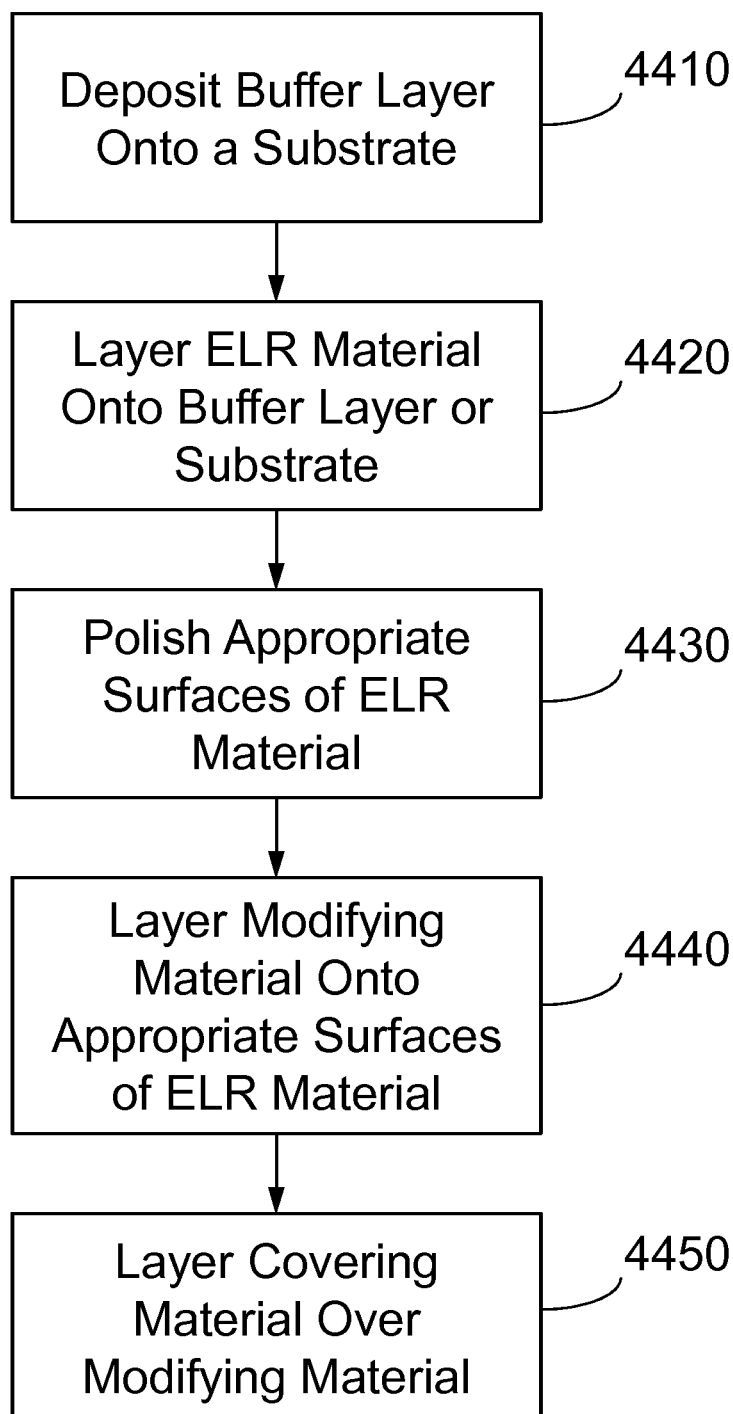 Deposit Buffer Layer
Onto a Substrate
4410
Layer ELR Material
Onto Buffer Layer or
Substrate
4420
Polish Appropriate
Surfaces of ELR
Material
4430
Layer Modifying
Material Onto
Appropriate Surfaces
of ELR Material
4440
Layer Covering
Material Over
Modifying Material
4450